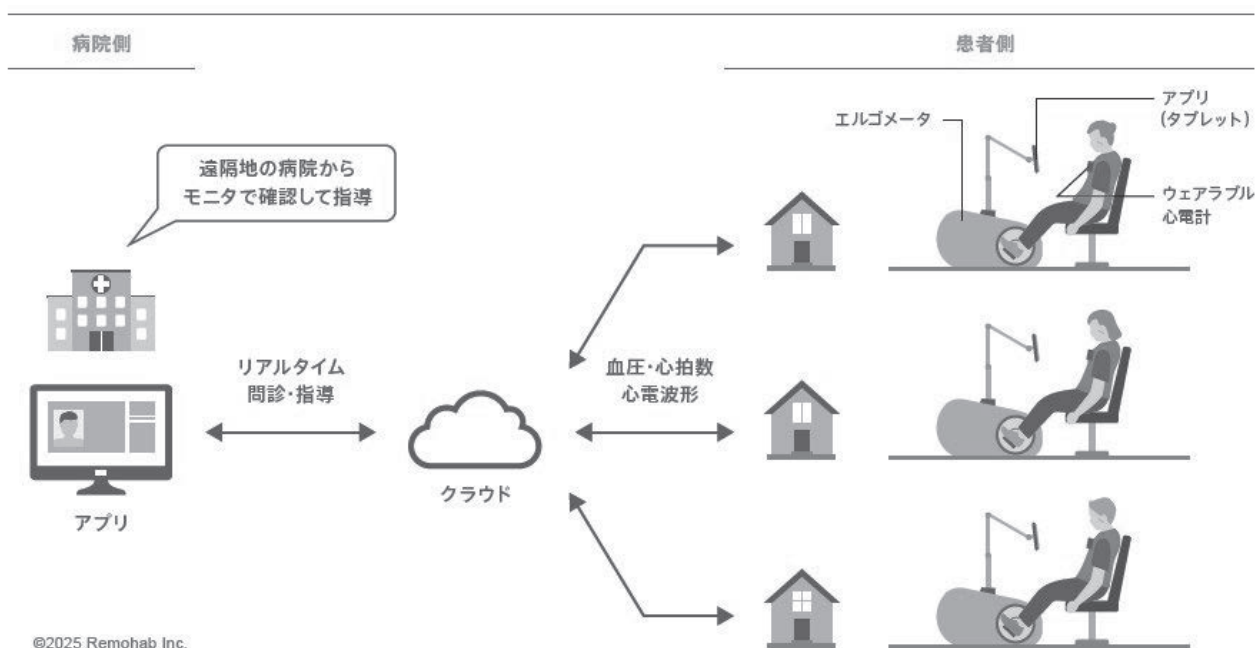 病院側
患者側
遠隔地の病院から
モニタで確認して指導
エルゴメータ
アプリ
(タブレット)
ウェアラブル
心電計
リアルタイム
問診・指導
血圧・心拍数
心電波形
クラウド
アプリ
©2025 Remohab Inc.